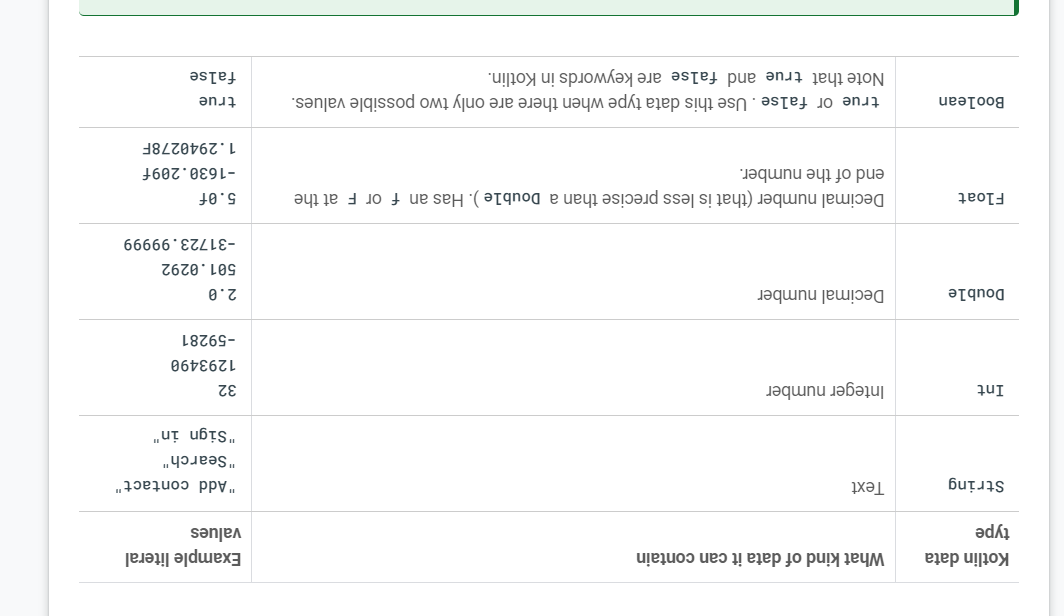 Kotlin data
type
What kind of data it can contain
Example literal
values
String
Text
"Add contact"
"Search"
"Sign in"
Int
Integer number
32
1293490
-59281
Double
Decimal number
2.0
501.0292
-31723.99999
Float
Decimal number (that is less precise than a Double ). Has an f or F at the
end of the number.
5.0f
-1630.209f
1.2940278F
Boolean
true or false . Use this data type when there are only two possible values.
Note that true and false are keywords in Kotlin.
true
false